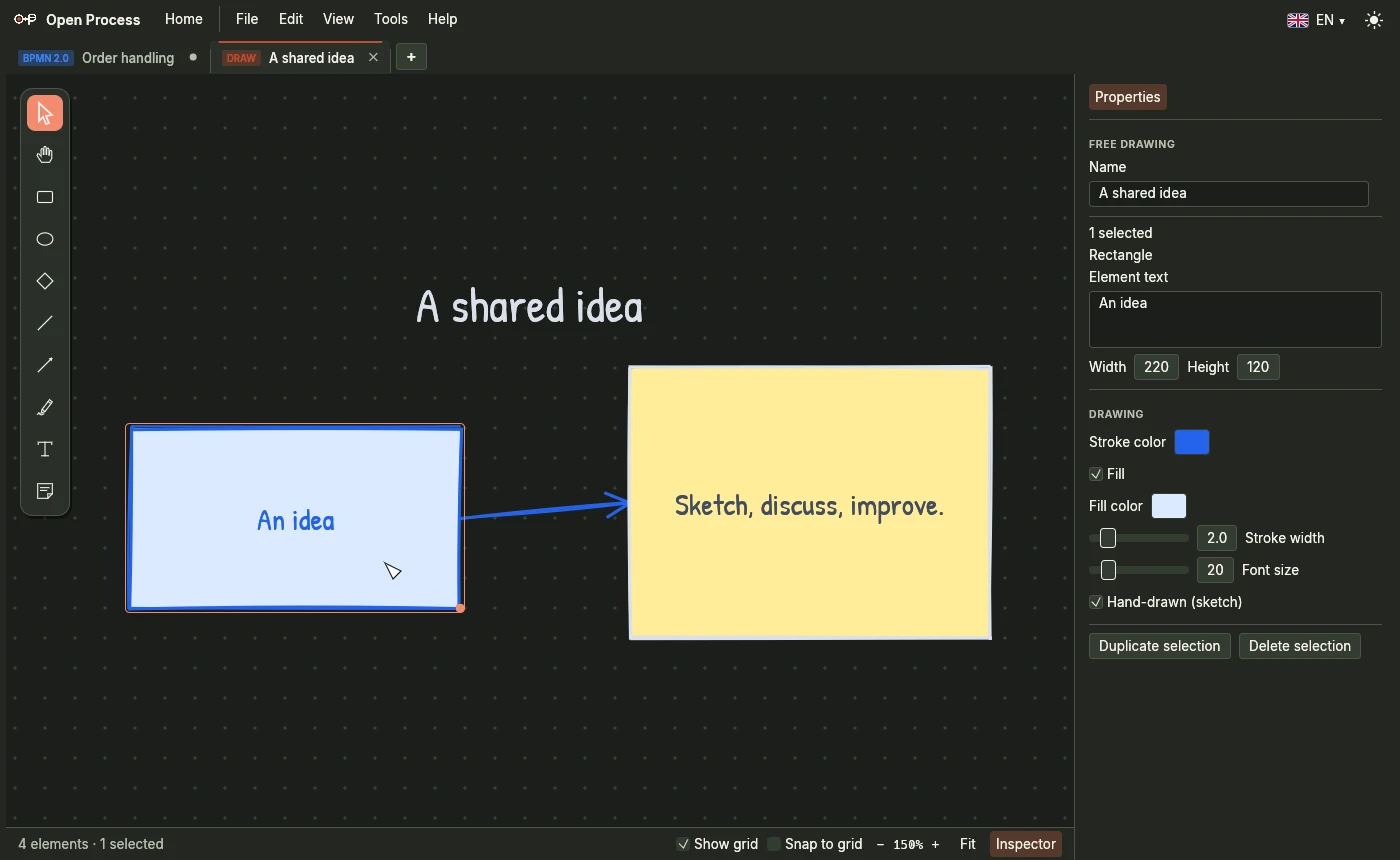 Open Process Home File Edit View Tools Help EN
BPMN 2.0 Order handling DRAW A shared idea +
Properties
FREE DRAWING
Name
A shared idea
1 selected
Rectangle
Element text
An idea
Width 220 Height 120
DRAWING
Stroke color
Fill
Fill color
2.0 Stroke width
20 Font size
Hand-drawn (sketch)
Duplicate selection Delete selection
A shared idea
An idea
Sketch, discuss, improve.
4 elements · 1 selected Show grid Snap to grid − 150% + Fit Inspector